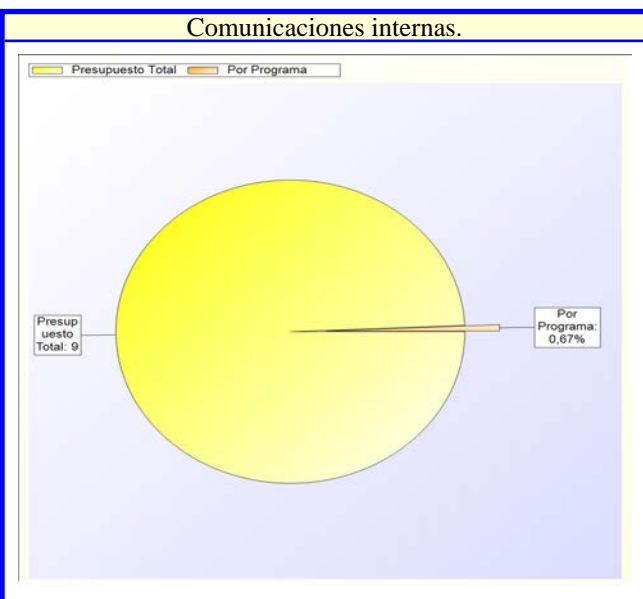 Comunicaciones internas.
Presupuesto Total Por Programa
Presup
uesto
Total: 9
Por
Programa:
0,67%